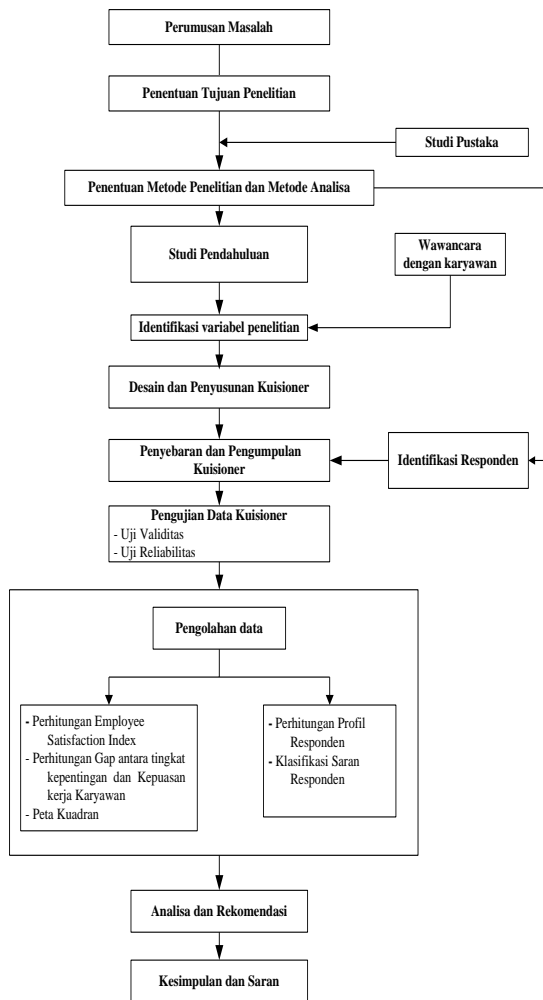 Perumusan Masalah
Penentuan Tujuan Penelitian
Studi Pustaka
Penentuan Metode Penelitian dan Metode Analisa
Studi Pendahuluan
Wawancara
dengan karyawan
Identifikasi variabel penelitian
Desain dan Penyusunan Kuisioner
Penyebaran dan Pengumpulan
Kuisioner
Identifikasi Responden
Pengujian Data Kuisioner
- Uji Validitas
- Uji Reliabilitas
Pengolahan data
- Perhitungan Employee
Satisfaction Index
- Perhitungan Gap antara tingkat
kepentingan dan Kepuasan
kerja Karyawan
- Peta Kuadran
- Perhitungan Profil
Responden
- Klasifikasi Saran
Responden
Analisa dan Rekomendasi
Kesimpulan dan Saran